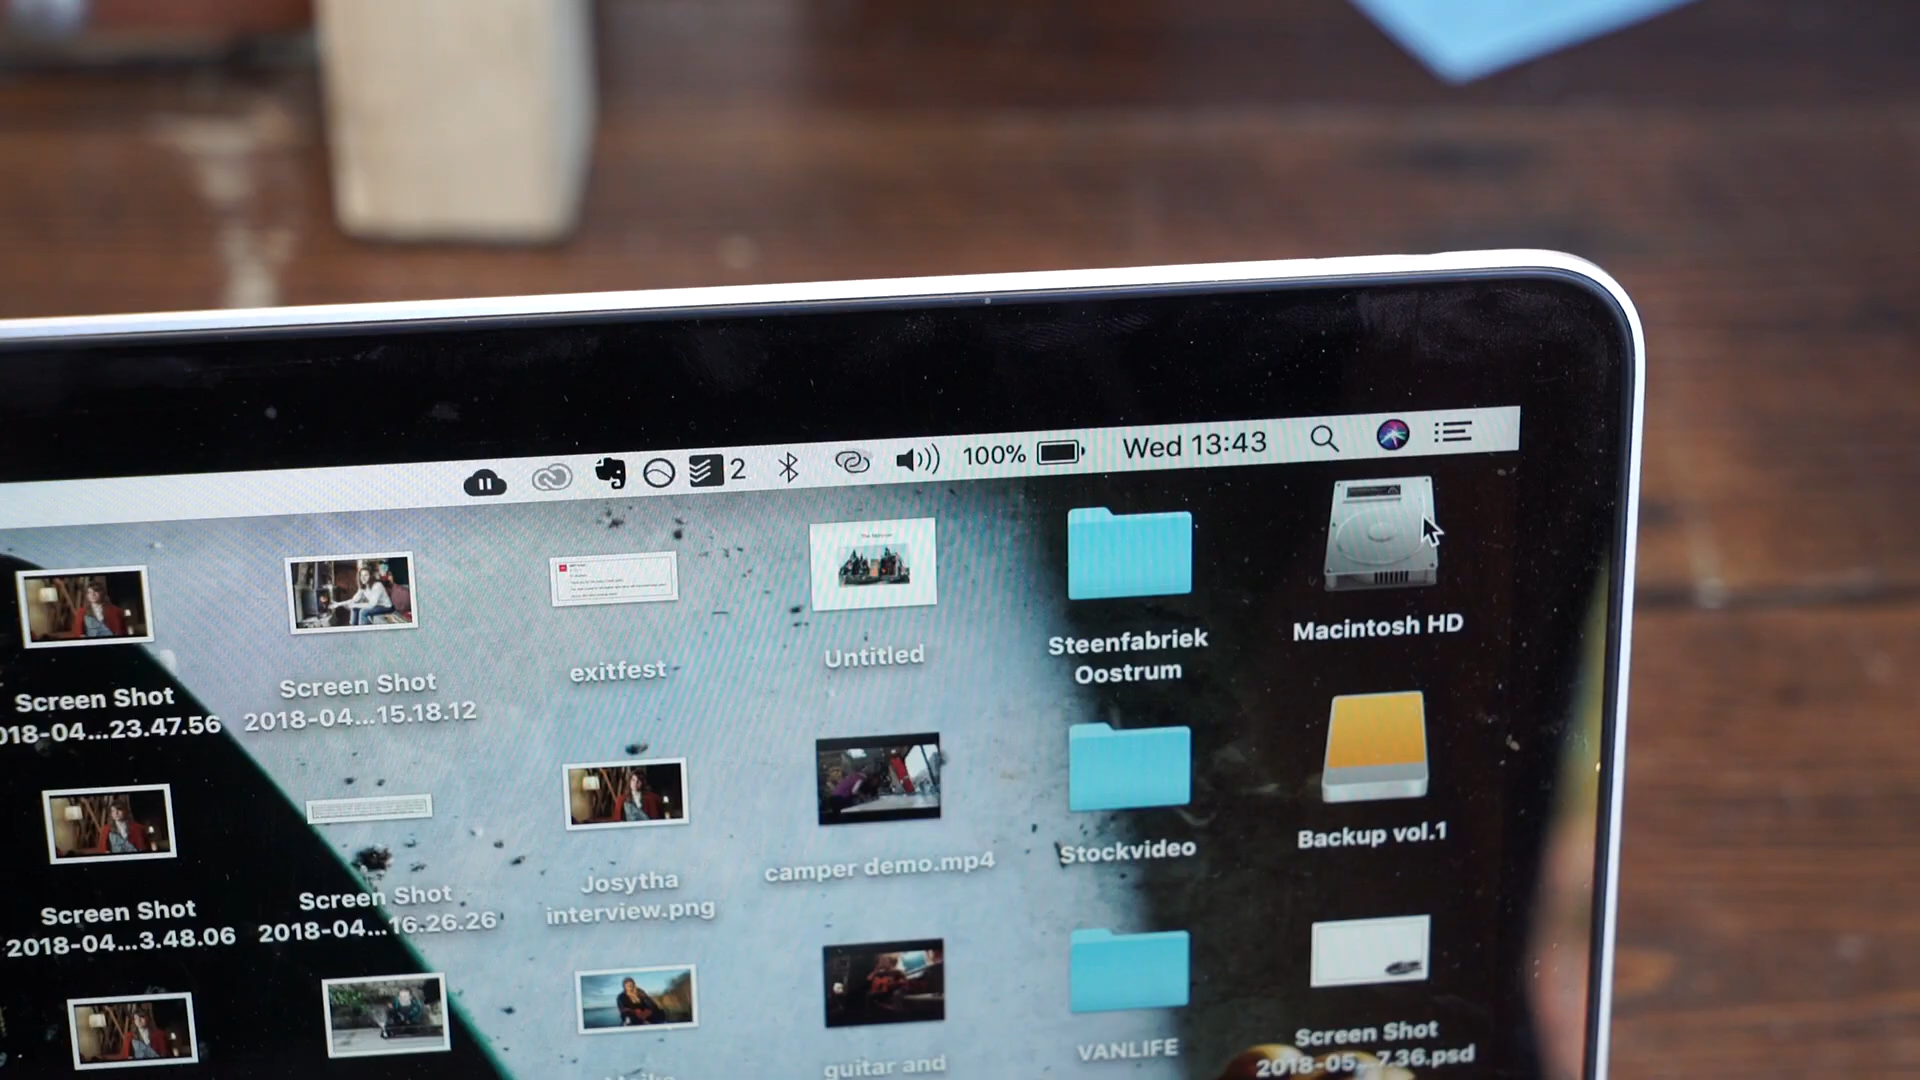 2
100%
Wed 13:43
Screen Shot
018-04...23.47.56
Screen Shot
2018-04...15.18.12
exitfest
Untitled
Steenfabriek
Oostrum
Macintosh HD
Screen Shot
2018-04...3.48.06
Screen Shot
2018-04...16.26.26
Josytha
interview.png
camper demo.mp4
Stockvideo
Backup vol.1
guitar and
VANLIFE
Screen Shot
2018-05...7.36.psd